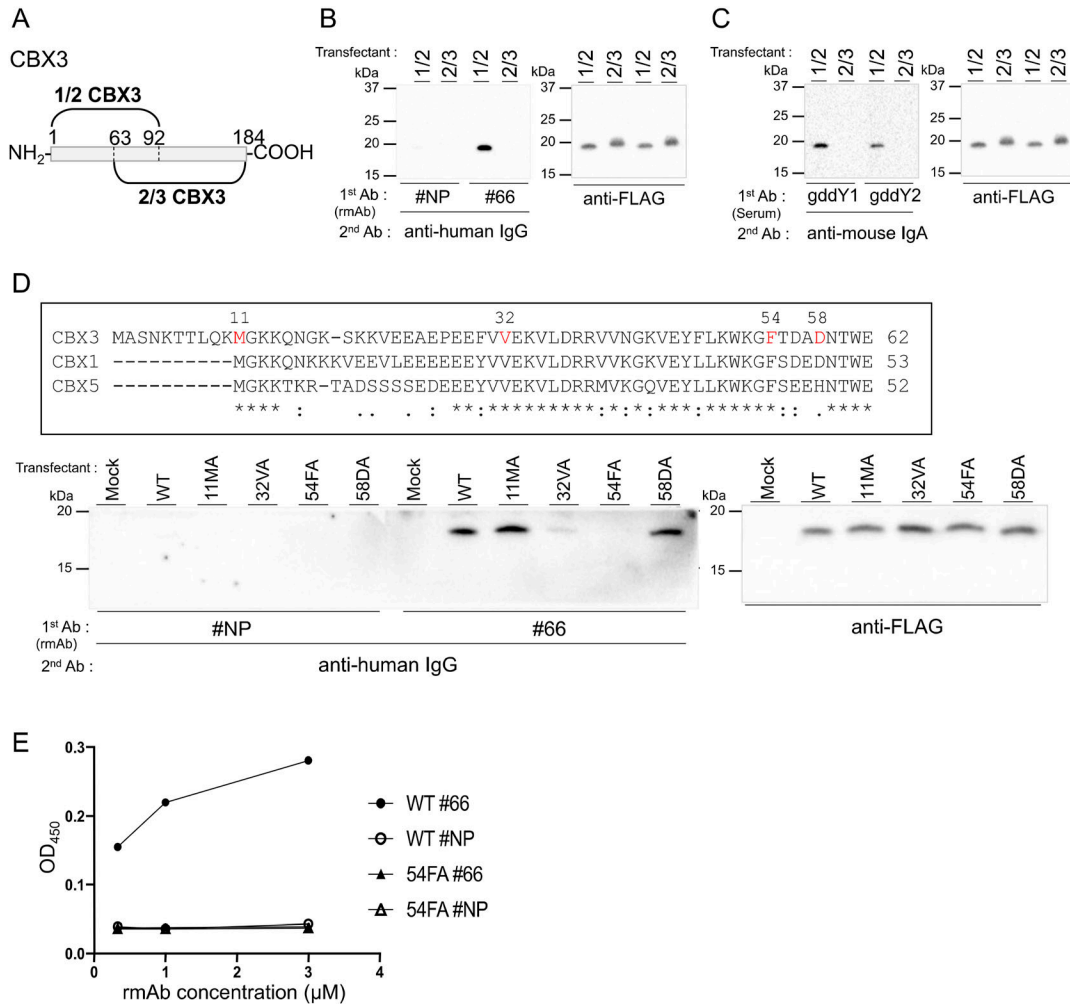 A
CBX3
1/2 CBX3
1 63 92 184
NH2 COOH
2/3 CBX3
B
Transfectant : 1/2 2/3 1/2 2/3 1/2 2/3 1/2 2/3
kDa kDa
37 37
25 25
20 20
15 15
1st Ab : #NP #66 anti-FLAG
(rmAb)
2nd Ab : anti-human IgG
C
Transfectant : 1/2 2/3 1/2 2/3 1/2 2/3 1/2 2/3
kDa kDa
37 37
25 25
20 20
15 15
1st Ab : gddY1 gddY2 anti-FLAG
(Serum)
2nd Ab : anti-mouse IgA
D
11 32 54 58
CBX3 MASNKTTLQKMGKKQNGK-SKKVEEAEPEEFVVEKVLDRRVVNGKVEYFLKWKGFTDADNTWE 62
CBX1 ----------MGKKQNKKKVEEVLEEEEEEYVVEKVLDRRVVKGQVEYLLKWKGFSDEDNTWE 53
CBX5 ----------MGKKTKR-TADSSSSEDEEEYVVEKVLDRRMVKGQVEYLLKWKGFSEEHNTWE 52
Transfectant : Mock WT 11MA 32VA 54FA 58DA Mock WT 11MA 32VA 54FA 58DA Mock WT 11MA 32VA 54FA 58DA
kDa kDa
20 20
15 15
1st Ab : #NP #66 anti-FLAG
(rmAb)
2nd Ab : anti-human IgG
E
0.3
0.2
0.1
0.0
OD450
0 1 2 3 4
rmAb concentration (µM)
WT #66
WT #NP
54FA #66
54FA #NP